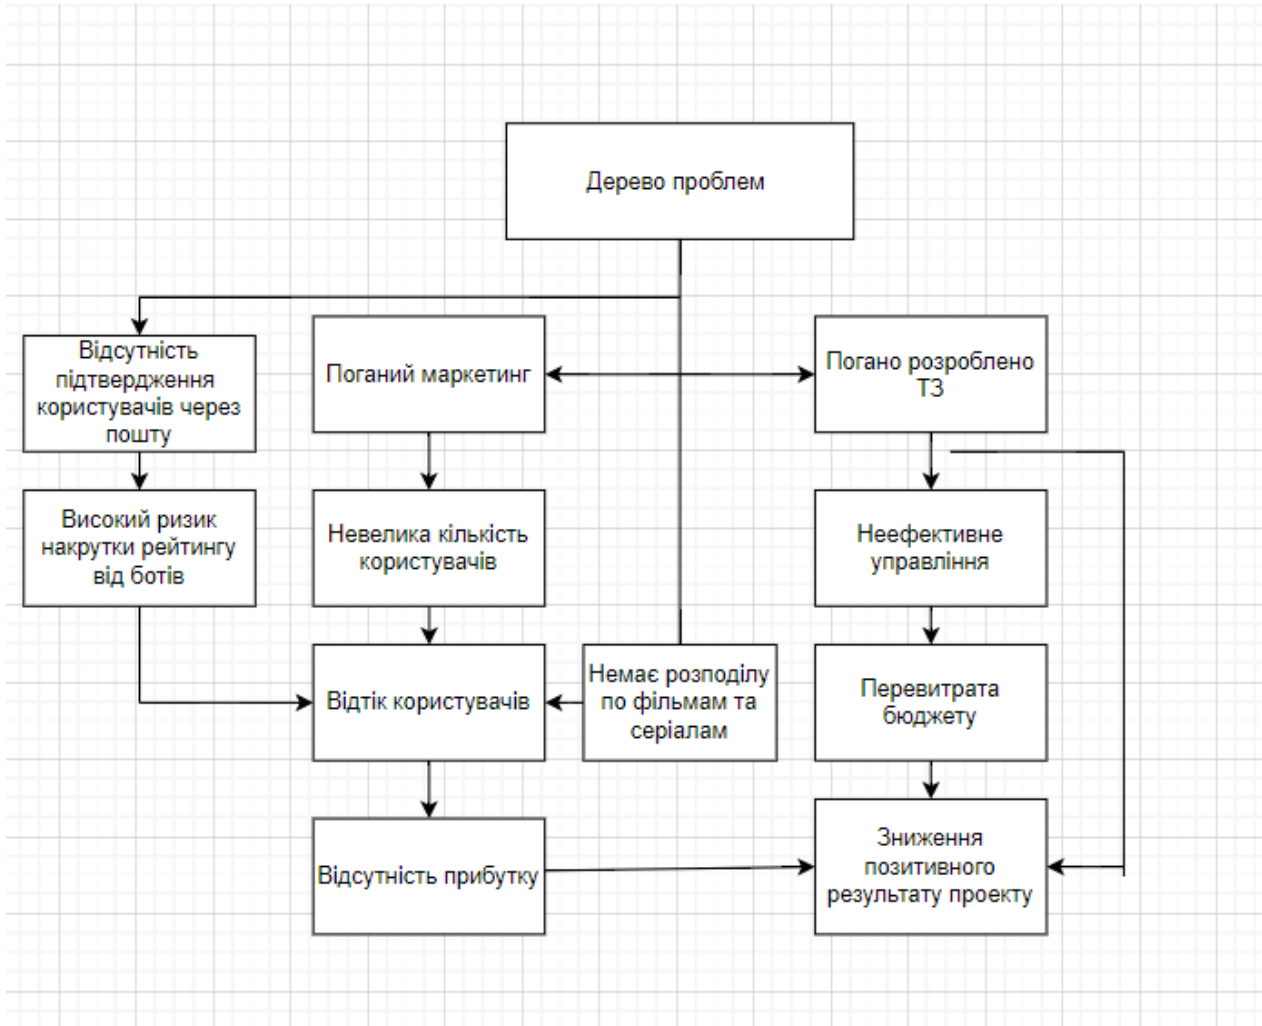 Дерево проблем
Відсутність
підтвердження
користувачів через
пошту
Поганий маркетинг
Погано розроблено
ТЗ
Високий ризик
накрутки рейтингу
від ботів
Невелика кількість
користувачів
Неефективне
управління
Відтік користувачів
Немає розподілу
по фільмам та
серіалам
Перевитрата
бюджету
Відсутність прибутку
Зниження
позитивного
результату проекту